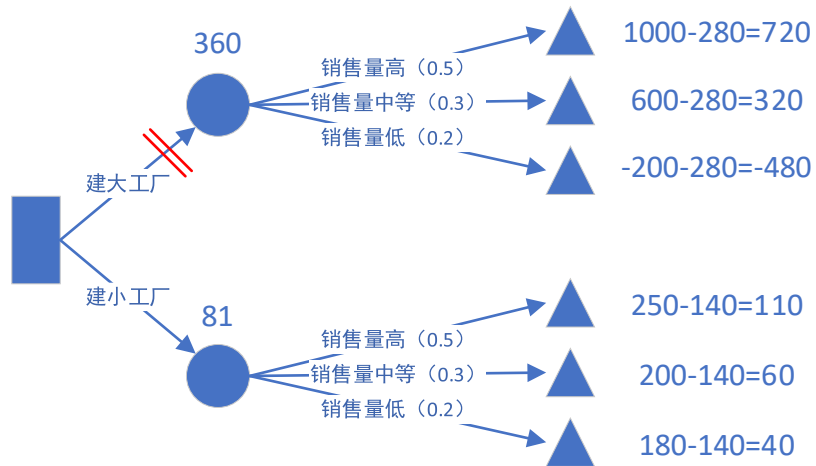 360
1000-280=720
销售量高（0.5）
销售量中等（0.3）
600-280=320
销售量低（0.2）
-200-280=-480
建大工厂
建小工厂
81
250-140=110
销售量高（0.5）
销售量中等（0.3）
200-140=60
销售量低（0.2）
180-140=40